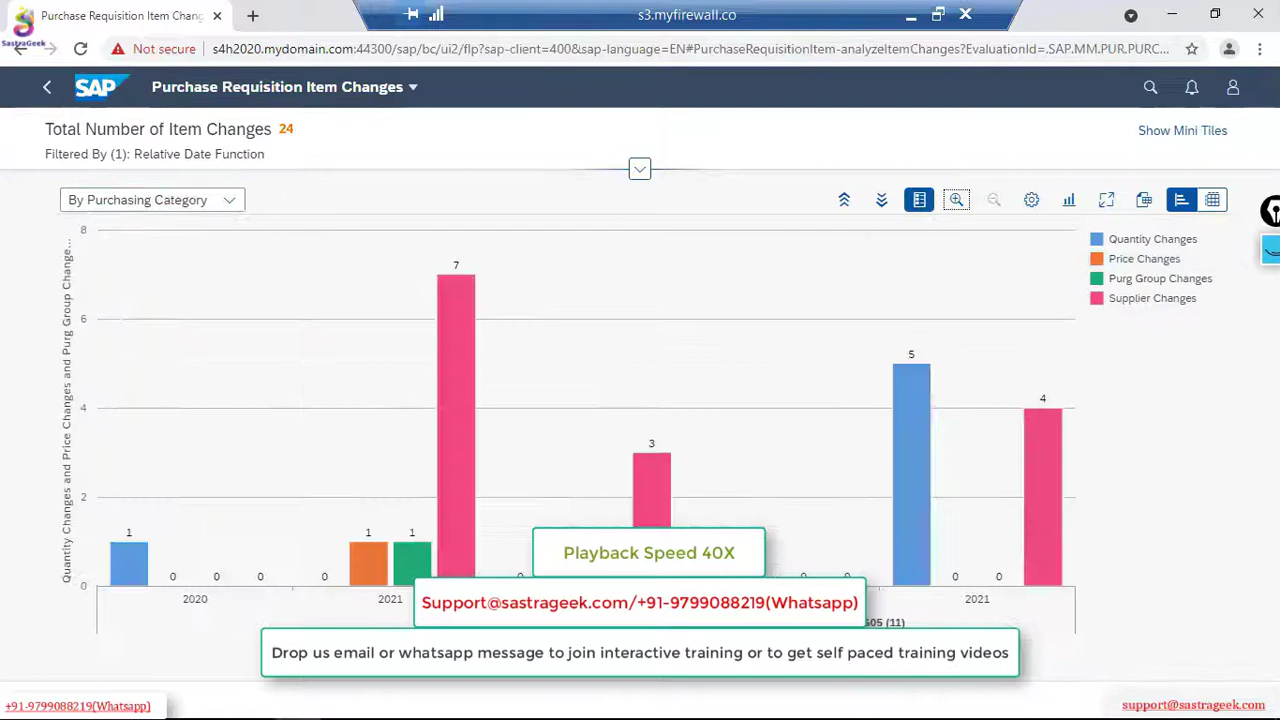 Purchase Requisition Item Chang
s3.myfirewall.co
SastraGeek
Not secure
s4h2020.mydomain.com:44300/sap/bc/ui2/flp?sap-client=400&sap-language=EN#PurchaseRequisitionItem-analyzeItemChanges?EvaluationId=.SAP.MM.PUR.PURC...
SAP
Purchase Requisition Item Changes
Total Number of Item Changes 24
Show Mini Tiles
Filtered By (1): Relative Date Function
By Purchasing Category
Quantity Changes and Price Changes and Purg Group Change...
8
6
4
2
0
Quantity Changes
Price Changes
Purg Group Changes
Supplier Changes
7
5
4
3
1
1
1
0
0
0
0
0
0
0
0
0
2020
2021
2021
(11)
Playback Speed 40X
Support@sastrageek.com/+91-9799088219(Whatsapp)
Drop us email or whatsapp message to join interactive training or to get self paced training videos
+91-9799088219(Whatsapp)
support@sastrageek.com